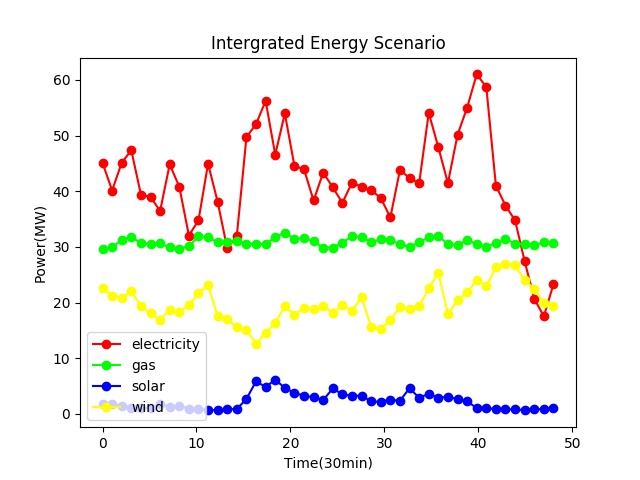 Intergrated Energy Scenario
Power(MW)
60
50
40
30
20
10
0
electricity
gas
solar
wind
0 10 20 30 40 50
Time(30min)